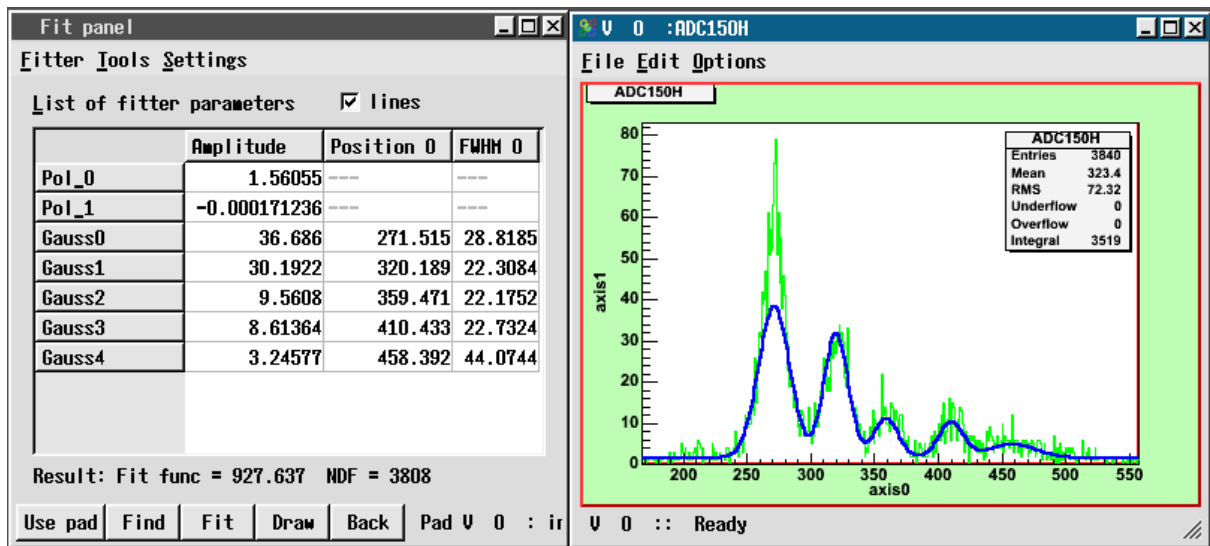 Fit panel
Fitter Tools Settings
List of fitter parameters lines
Amplitude Position 0 FWHM 0
Pol_0 1.56055 --- ---
Pol_1 -0.000171236 --- ---
Gauss0 36.686 271.515 28.8185
Gauss1 30.1922 320.189 22.3084
Gauss2 9.5608 359.471 22.1752
Gauss3 8.61364 410.433 22.7324
Gauss4 3.24577 458.392 44.0744
Result: Fit func = 927.637 NDF = 3808
Use pad Find Fit Draw Back Pad V 0 : in
V 0 :ADC150H
File Edit Options
ADC150H
ADC150H
Entries 3840
Mean 323.4
RMS 72.32
Underflow 0
Overflow 0
Integral 3519
80
70
60
50
40
30
20
10
0
axis1
200 250 300 350 400 450 500 550
axis0
V 0 :: Ready